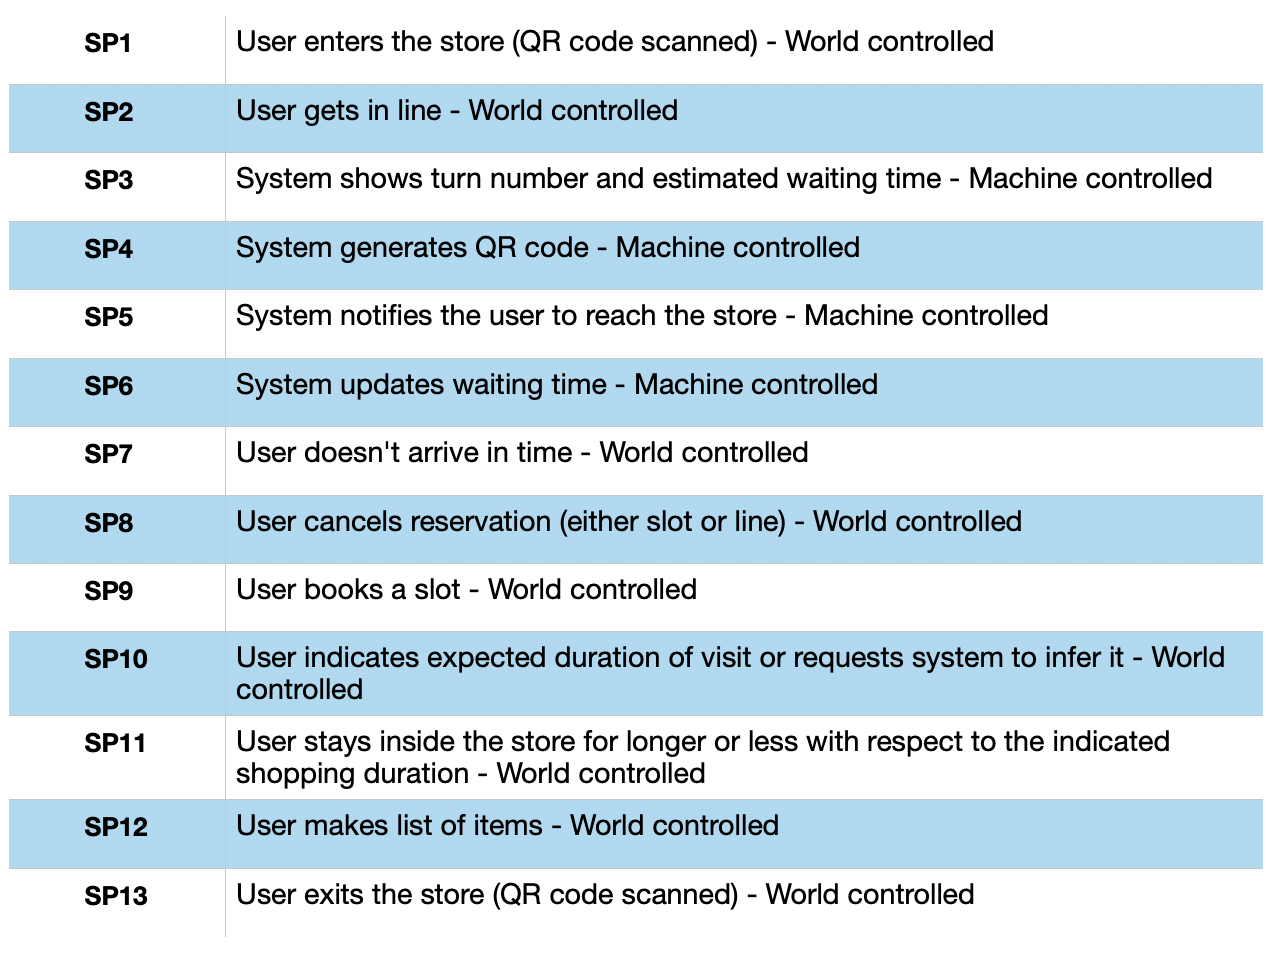 SP1 User enters the store (QR code scanned) - World controlled
SP2 User gets in line - World controlled
SP3 System shows turn number and estimated waiting time - Machine controlled
SP4 System generates QR code - Machine controlled
SP5 System notifies the user to reach the store - Machine controlled
SP6 System updates waiting time - Machine controlled
SP7 User doesn't arrive in time - World controlled
SP8 User cancels reservation (either slot or line) - World controlled
SP9 User books a slot - World controlled
SP10 User indicates expected duration of visit or requests system to infer it - World
controlled
SP11 User stays inside the store for longer or less with respect to the indicated
shopping duration - World controlled
SP12 User makes list of items - World controlled
SP13 User exits the store (QR code scanned) - World controlled